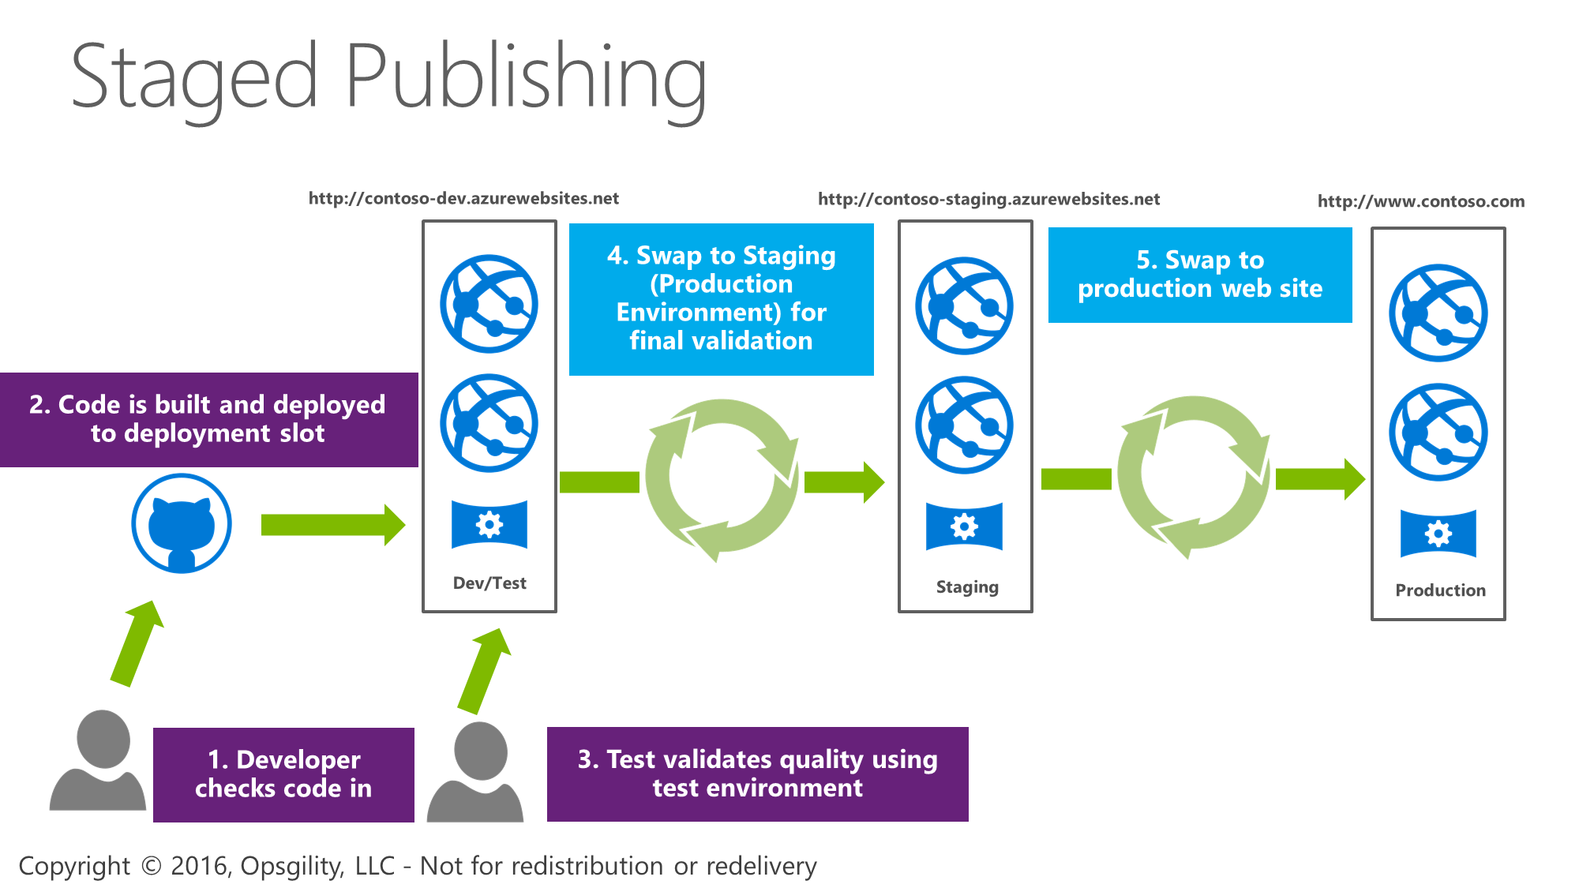 Staged Publishing
http://contoso-dev.azurewebsites.net
http://contoso-staging.azurewebsites.net
http://www.contoso.com
4. Swap to Staging
(Production
Environment) for
final validation
5. Swap to
production web site
2. Code is built and deployed
to deployment slot
Dev/Test
Staging
Production
1. Developer
checks code in
3. Test validates quality using
test environment
Copyright © 2016, Opsgility, LLC - Not for redistribution or redelivery